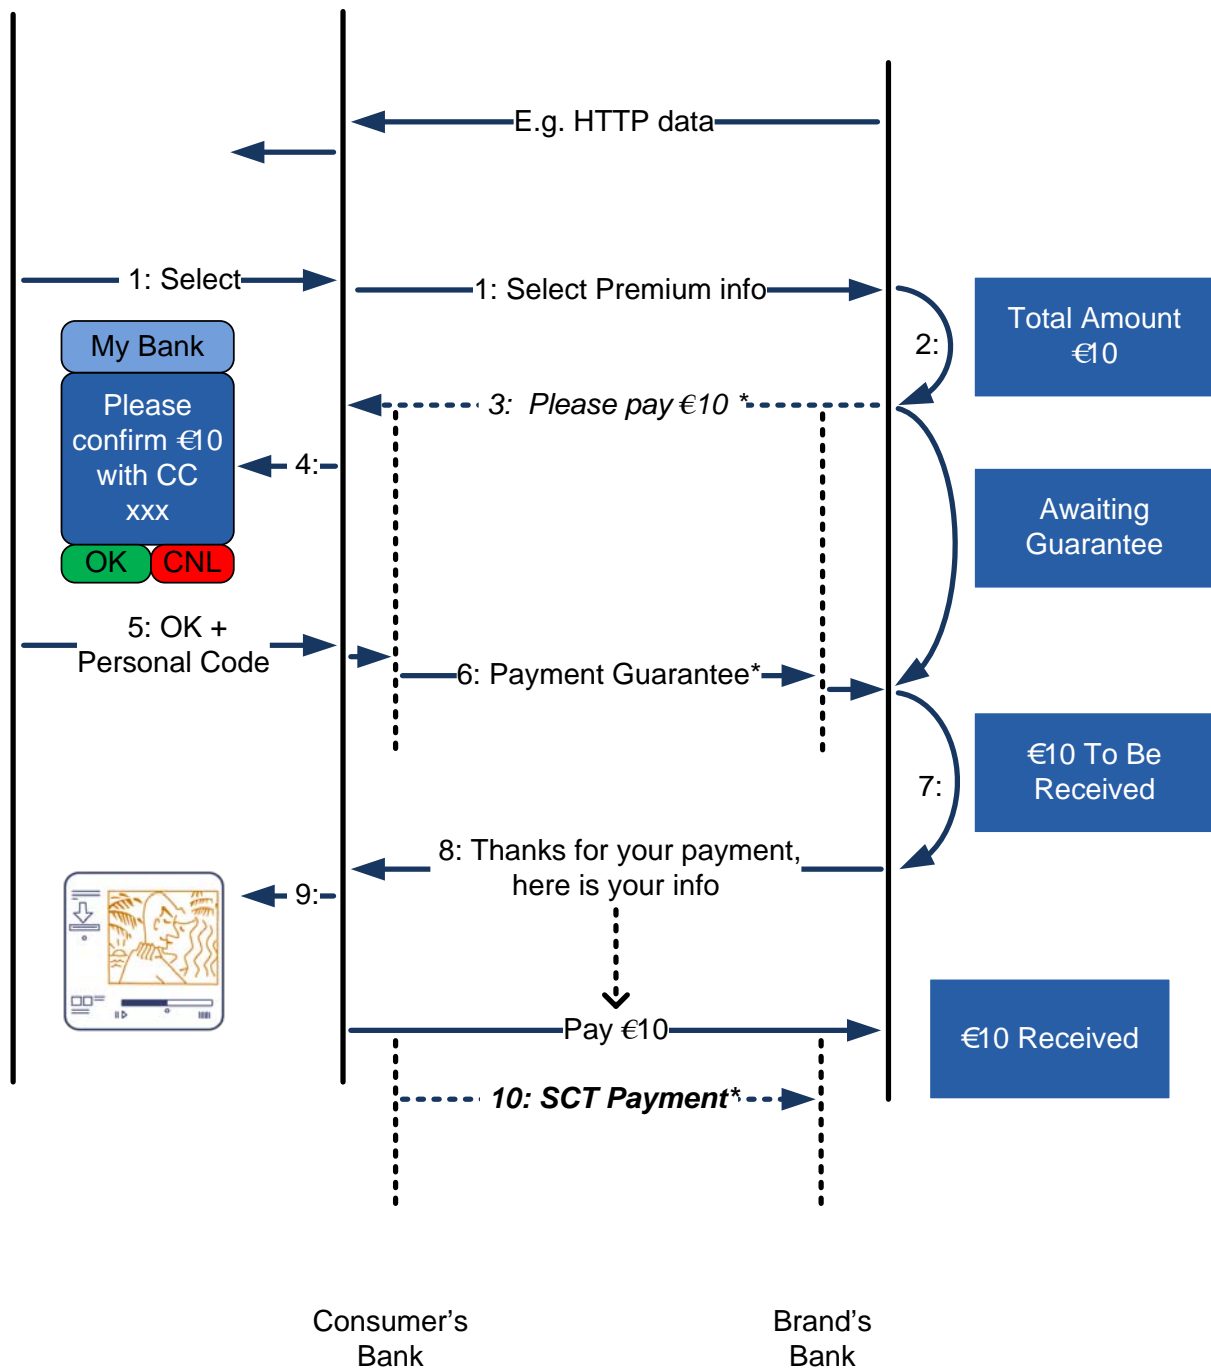 E.g. HTTP data
1: Select
1: Select Premium info
Total Amount
€10
2:
My Bank
Please
confirm €10
with CC
xxx
OK
CNL
3: Please pay €10 *
4:
Awaiting
Guarantee
5: OK +
Personal Code
6: Payment Guarantee*
€10 To Be
Received
7:
8: Thanks for your payment,
here is your info
9:
Pay €10
€10 Received
10: SCT Payment*
Consumer's
Bank
Brand's
Bank